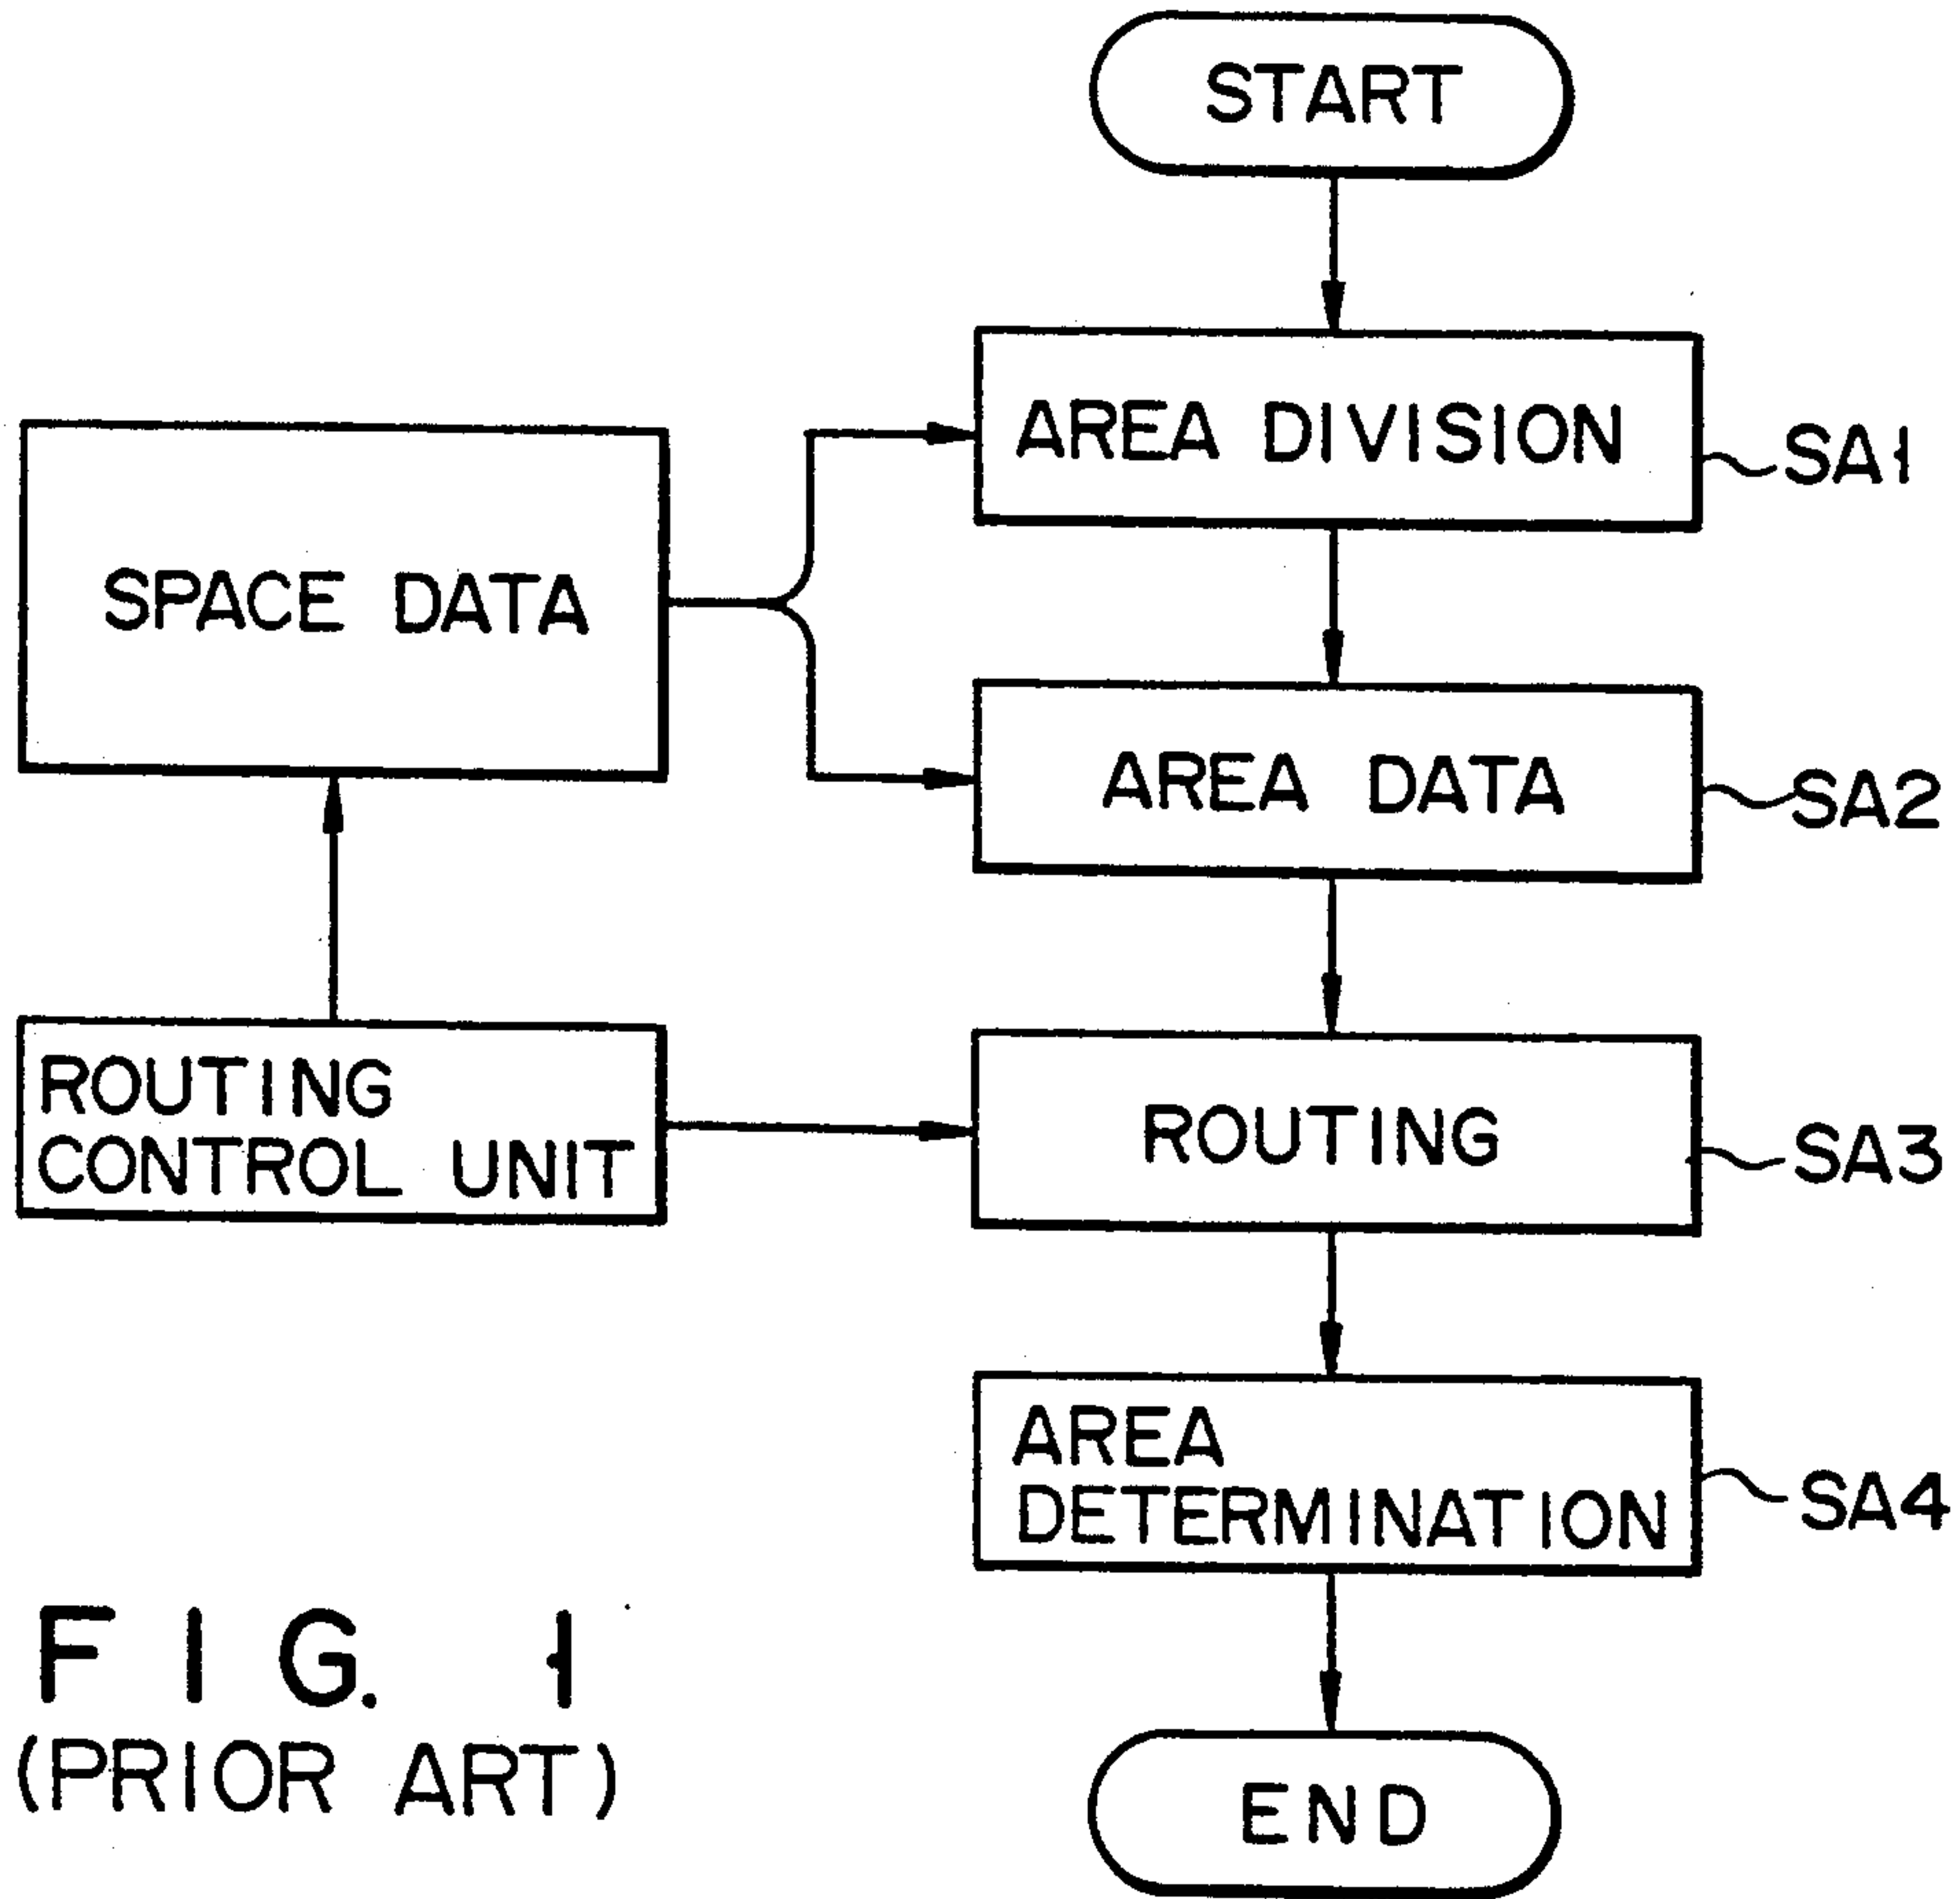 START
AREA DIVISION
SA1
SPACE DATA
AREA DATA
SA2
ROUTING
CONTROL UNIT
ROUTING
SA3
AREA
DETERMINATION
SA4
END
FIG. 1
(PRIOR ART)